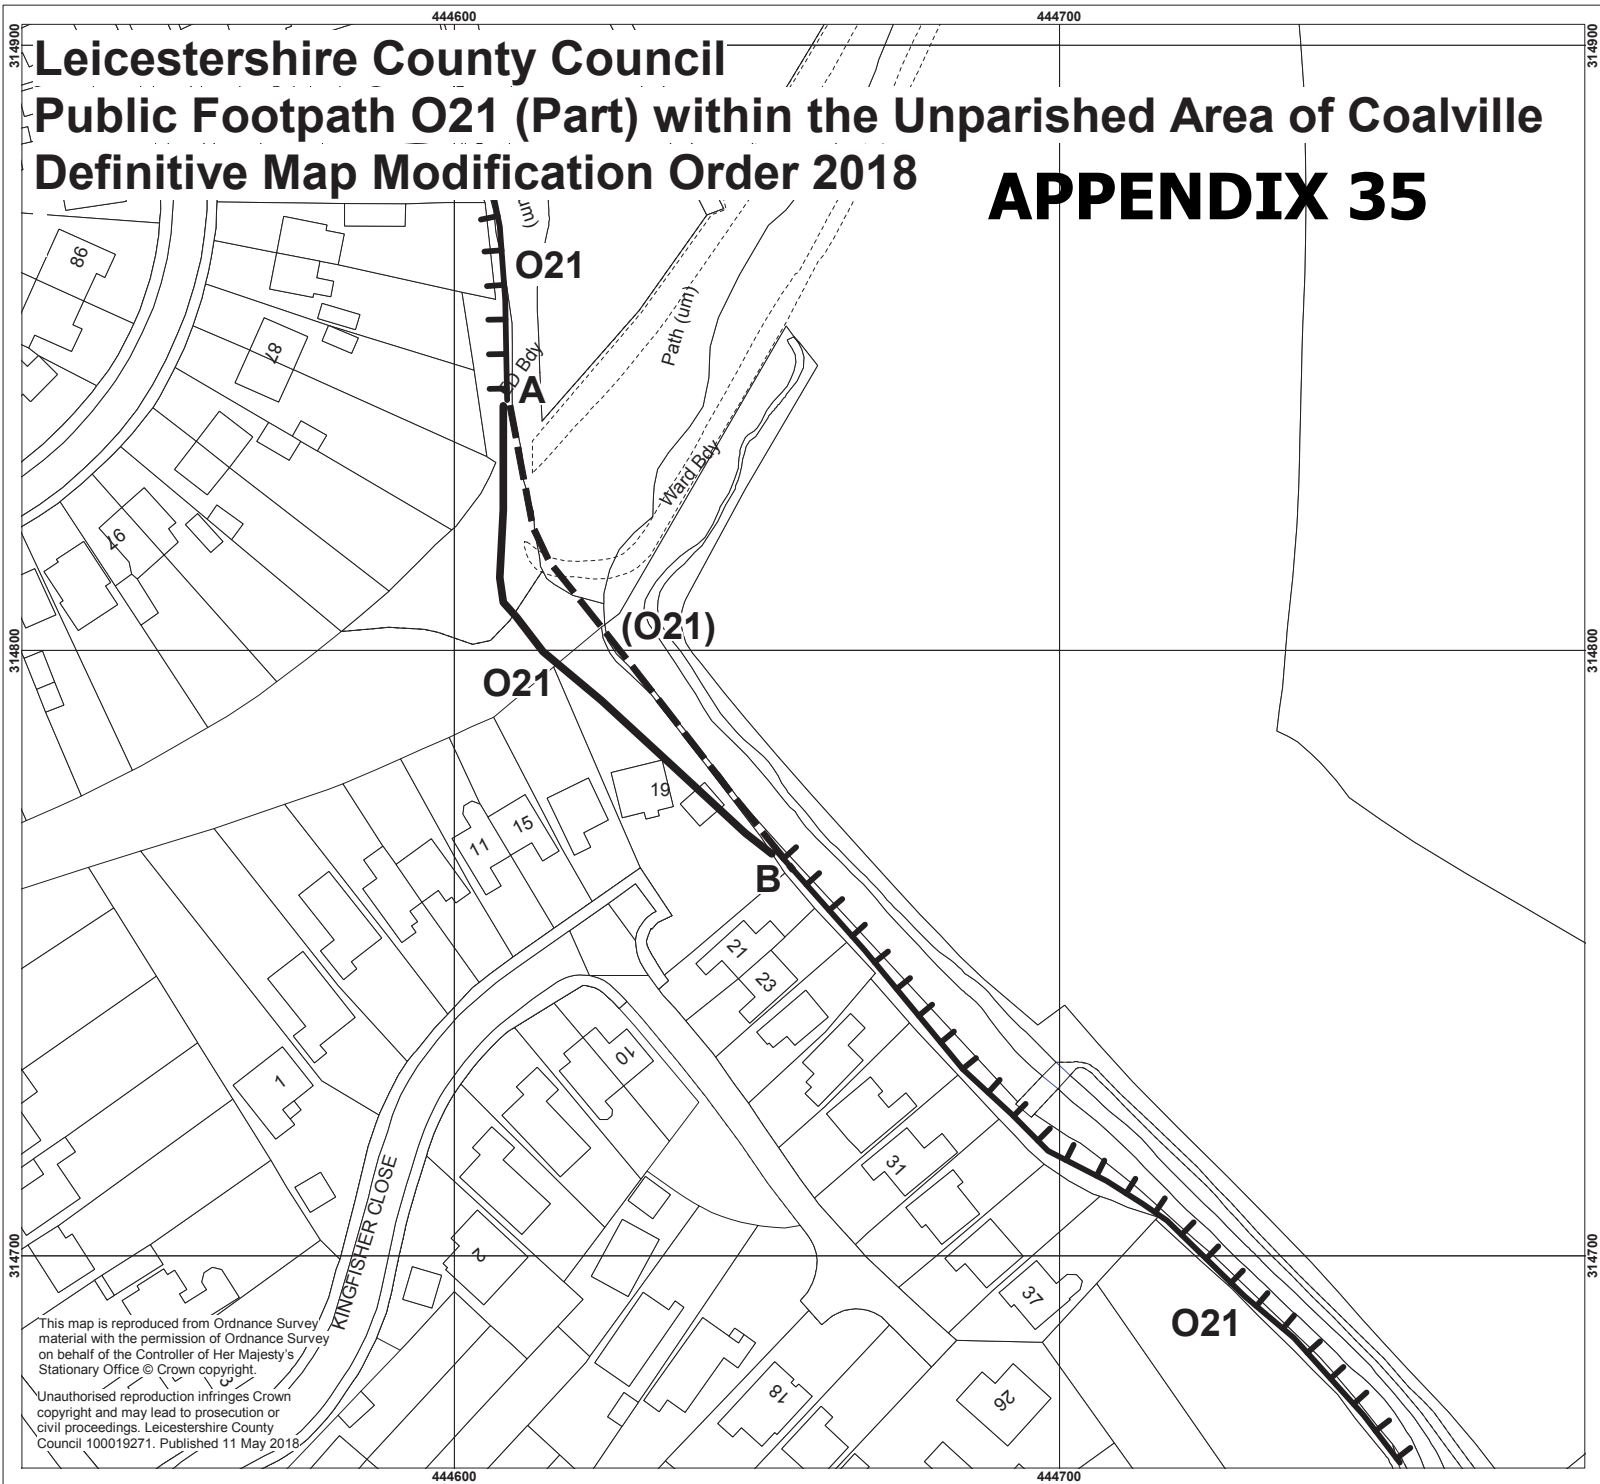 444600
444700
314900
314900
Leicestershire County Council
Public Footpath O21 (Part) within the Unparished Area of Coalville
Definitive Map Modification Order 2018
APPENDIX 35
98
O21
Path (um)
87
Bdy
A
Ward Bdy
97
(O21)
314800
314800
O21
19
15
11
B
21
23
10
1
31
KINGFISHER CLOSE
2
314700
314700
37
O21
This map is reproduced from Ordnance Survey
material with the permission of Ordnance Survey
on behalf of the Controller of Her Majesty's
Stationary Office © Crown copyright.
3
Unauthorised reproduction infringes Crown
copyright and may lead to prosecution or
civil proceedings. Leicestershire County
Council 100019271. Published 11 May 2018
18
26
444600
444700